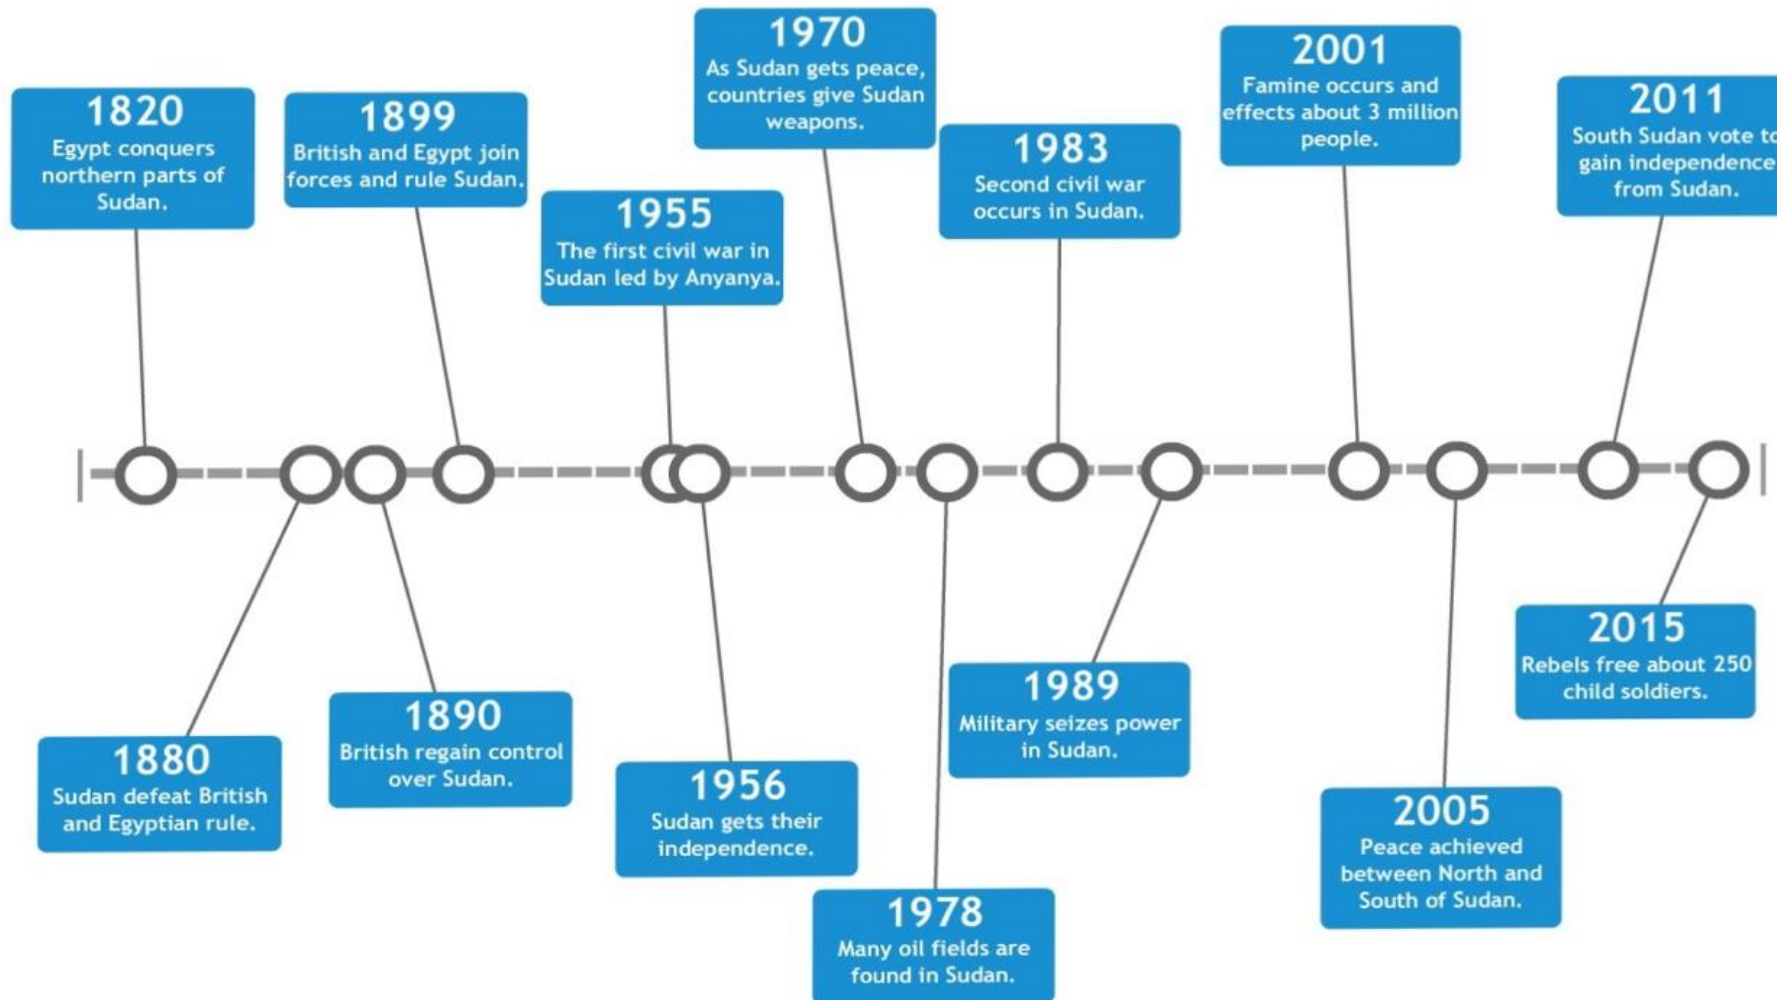 1820
Egypt conquers
northern parts of
Sudan.
1880
Sudan defeat British
and Egyptian rule.
1890
British regain control
over Sudan.
1899
British and Egypt join
forces and rule Sudan.
1955
The first civil war in
Sudan led by Anyanya.
1956
Sudan gets their
independence.
1970
As Sudan gets peace,
countries give Sudan
weapons.
1978
Many oil fields are
found in Sudan.
1983
Second civil war
occurs in Sudan.
1989
Military seizes power
in Sudan.
2001
Famine occurs and
effects about 3 million
people.
2005
Peace achieved
between North and
South of Sudan.
2011
South Sudan vote to
gain independence
from Sudan.
2015
Rebels free about 250
child soldiers.